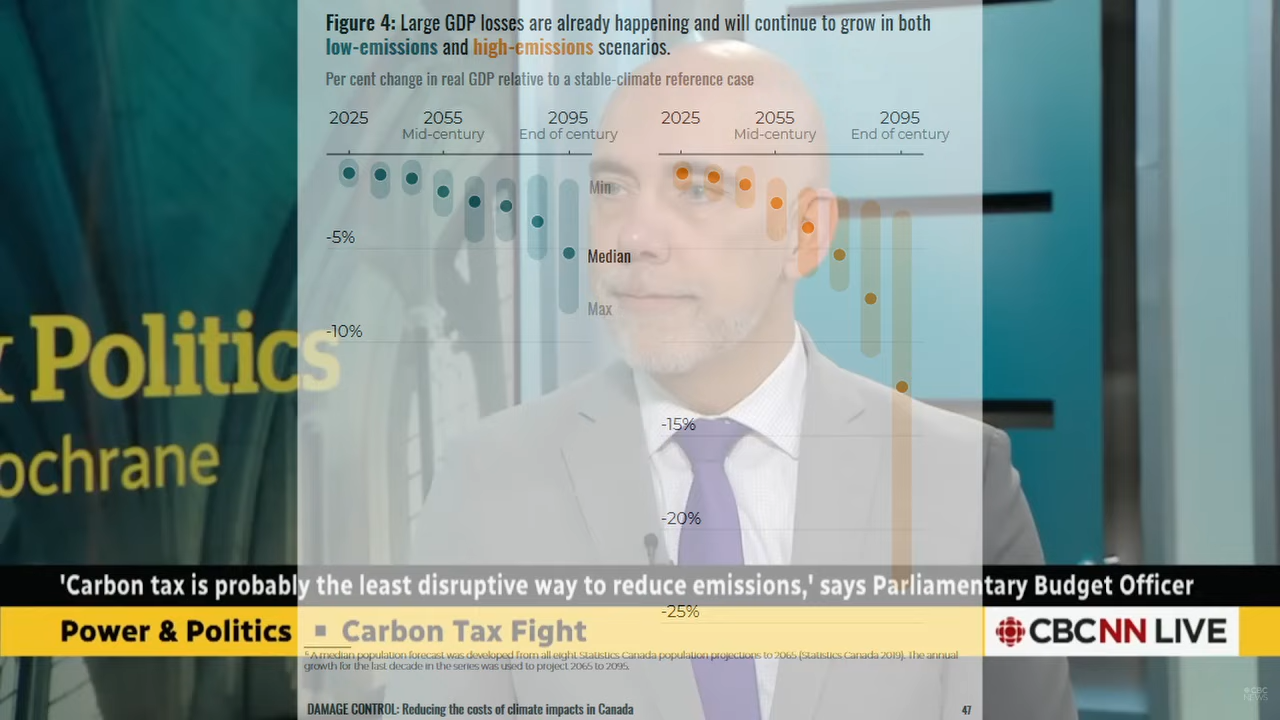 Figure 4: Large GDP losses are already happening and will continue to grow in both
low-emissions and high-emissions scenarios.
Per cent change in real GDP relative to a stable-climate reference case
2025 2055 2095 2025 2055 2095
Mid-century End of century Mid-century End of century
Min
-5%
Median
Max
-10%
Politics
ochrane
-15%
-20%
'Carbon tax is probably the least disruptive way to reduce emissions,' says Parliamentary Budget Officer
-25%
Power & Politics ▪ Carbon Tax Fight
CBC NN LIVE
⁵ A median population forecast was developed from all eight Statistics Canada population projections to 2065 (Statistics Canada 2019). The annual
growth for the last decade in the series was used to project 2065 to 2095.
CBC
NEWS
DAMAGE CONTROL: Reducing the costs of climate impacts in Canada 47